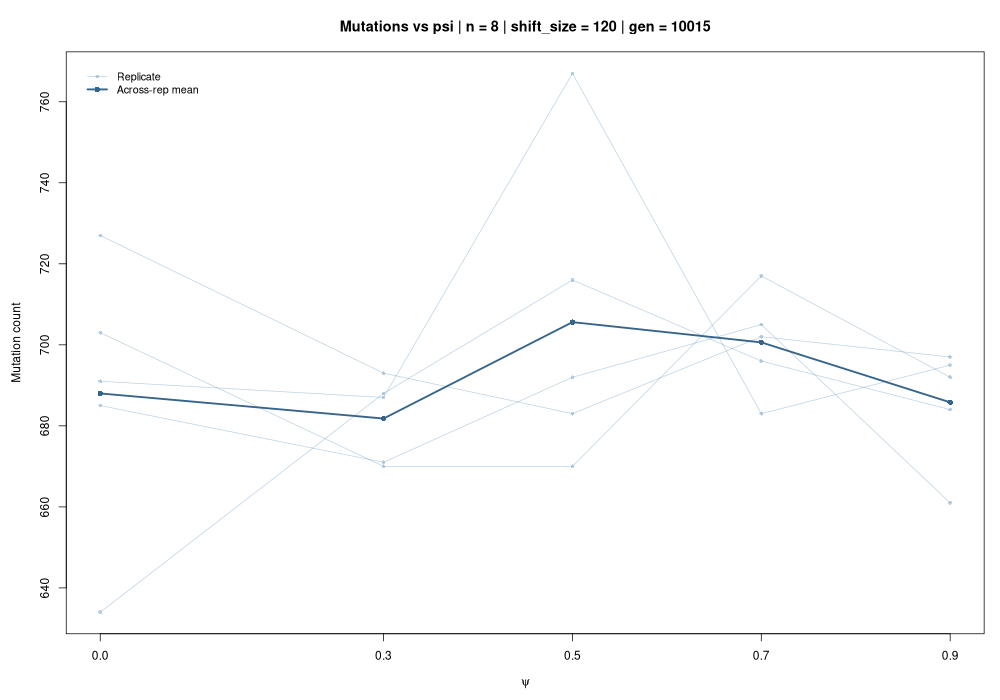 Mutations vs psi | n = 8 | shift_size = 120 | gen = 10015
Replicate
Across-rep mean
Mutation count
760
740
720
700
680
660
640
0.0 0.3 0.5 0.7 0.9
ψ